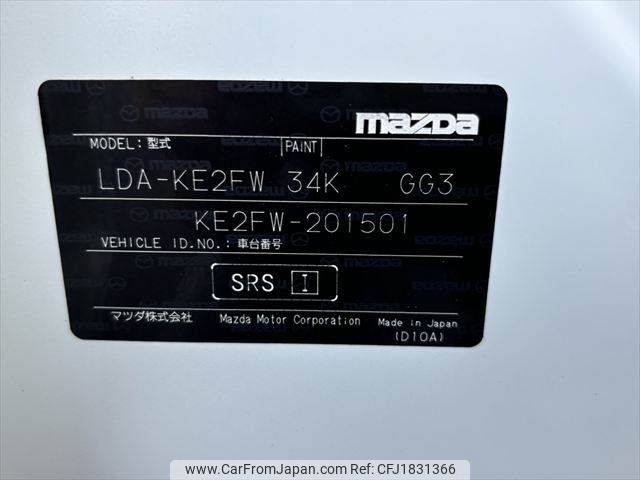 mazda
MODEL: 型式 PAINT
LDA-KE2FW 34K GG3
KE2FW-201501
VEHICLE ID.NO.: 車台番号
SRS I
マツダ株式会社 Mazda Motor Corporation Made in Japan
(D10A)
www.CarFromJapan.com - CFJ1831366